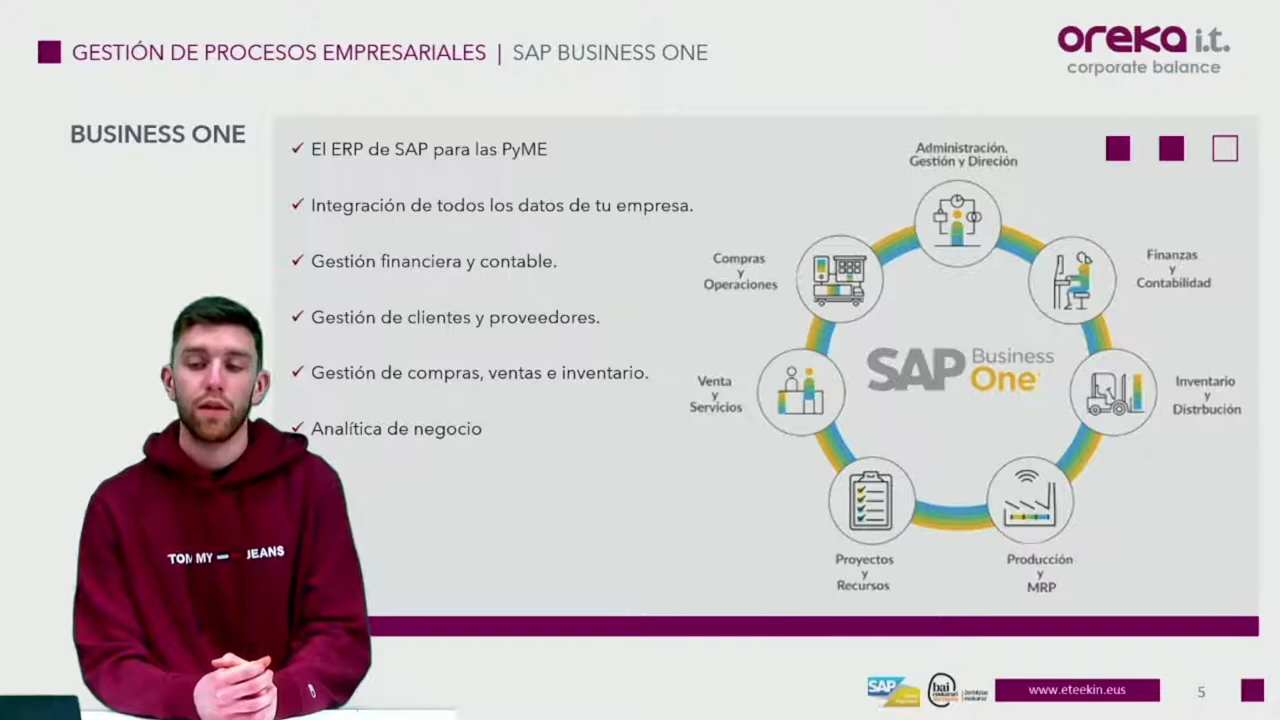 GESTIÓN DE PROCESOS EMPRESARIALES | SAP BUSINESS ONE
oreka i.t.
corporate balance
BUSINESS ONE
✓ El ERP de SAP para las PyME
✓ Integración de todos los datos de tu empresa.
✓ Gestión financiera y contable.
✓ Gestión de clientes y proveedores.
✓ Gestión de compras, ventas e inventario.
✓ Analítica de negocio
Administración,
Gestión y Direción
Finanzas
y
Contabilidad
Inventario
y
Distrbución
Producción
y
MRP
Proyectos
y
Recursos
Venta
y
Servicios
Compras
y
Operaciones
SAP Business
One
TOMMY JEANS
SAP
bai
www.eteekin.eus
5